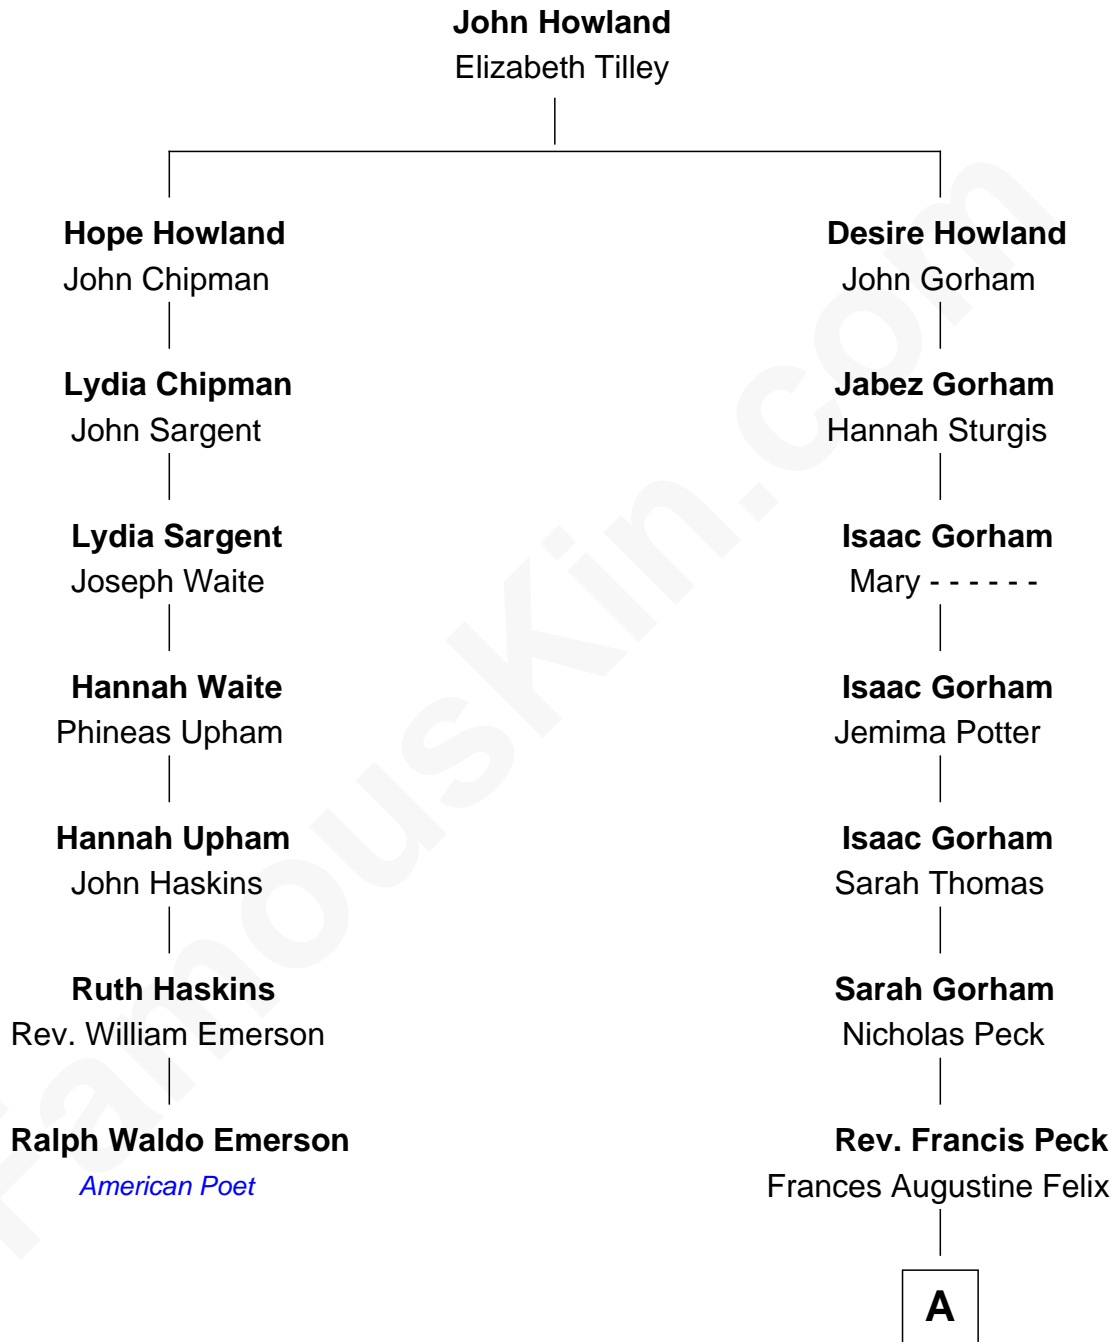 John Howland
Elizabeth Tilley
Hope Howland
John Chipman
Desire Howland
John Gorham
Lydia Chipman
John Sargent
Jabez Gorham
Hannah Sturgis
Lydia Sargent
Joseph Waite
Isaac Gorham
Mary - - - - - -
Hannah Waite
Phineas Upham
Isaac Gorham
Jemima Potter
Hannah Upham
John Haskins
Isaac Gorham
Sarah Thomas
Ruth Haskins
Rev. William Emerson
Sarah Gorham
Nicholas Peck
Ralph Waldo Emerson
American Poet
Rev. Francis Peck
Frances Augustine Felix
A
FamousKin.com